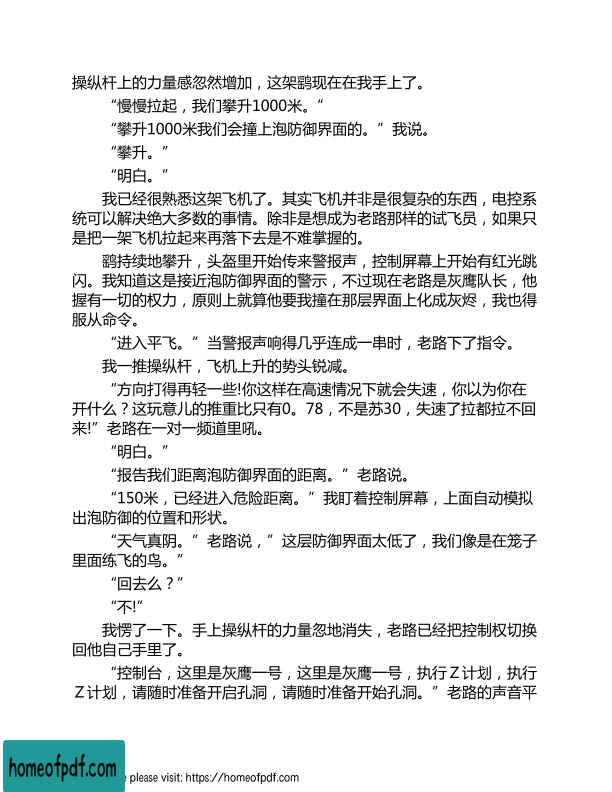 操纵杆上的力量感忽然增加，这架鹞现在在我手上了。
“慢慢拉起，我们攀升1000米。”
“攀升1000米我们会撞上泡防御界面的。”我说。
“攀升。”
“明白。”
我已经很熟悉这架飞机了。其实飞机并非是很复杂的东西，电控系
统可以解决绝大多数的事情。除非是想成为老路那样的试飞员，如果只
是把一架飞机拉起来再落下去是不难掌握的。
鹞持续地攀升，头盔里开始传来警报声，控制屏幕上开始有红光跳
闪。我知道这是接近泡防御界面的警示，不过现在老路是灰鹰队长，他
握有一切的权力，原则上就算他要我撞在那层界面上化成灰烬，我也得
服从命令。
“进入平飞。”当警报声响得几乎连成一串时，老路下了指令。
我一推操纵杆，飞机上升的势头锐减。
“方向打得再轻一些!你这样在高速情况下就会失速，你以为你在
开什么？这玩意儿的推重比只有0。78，不是苏30，失速了拉都拉不回
来!”老路在一对一频道里吼。
“明白。”
“报告我们距离泡防御界面的距离。”老路说。
“150米，已经进入危险距离。”我盯着控制屏幕，上面自动模拟
出泡防御的位置和形状。
“天气真阴。”老路说，”这层防御界面太低了，我们像是在笼子
里面练飞的鸟。”
“回去么？”
“不!”
我愣了一下。手上操纵杆的力量忽地消失，老路已经把控制权切换
回他自己手里了。
“控制台，这里是灰鹰一号，这里是灰鹰一号，执行Ｚ计划，执行
Ｚ计划，请随时准备开启孔洞，请随时准备开始孔洞。”老路的声音平
homeofpdf.com
e please visit: https://homeofpdf.com